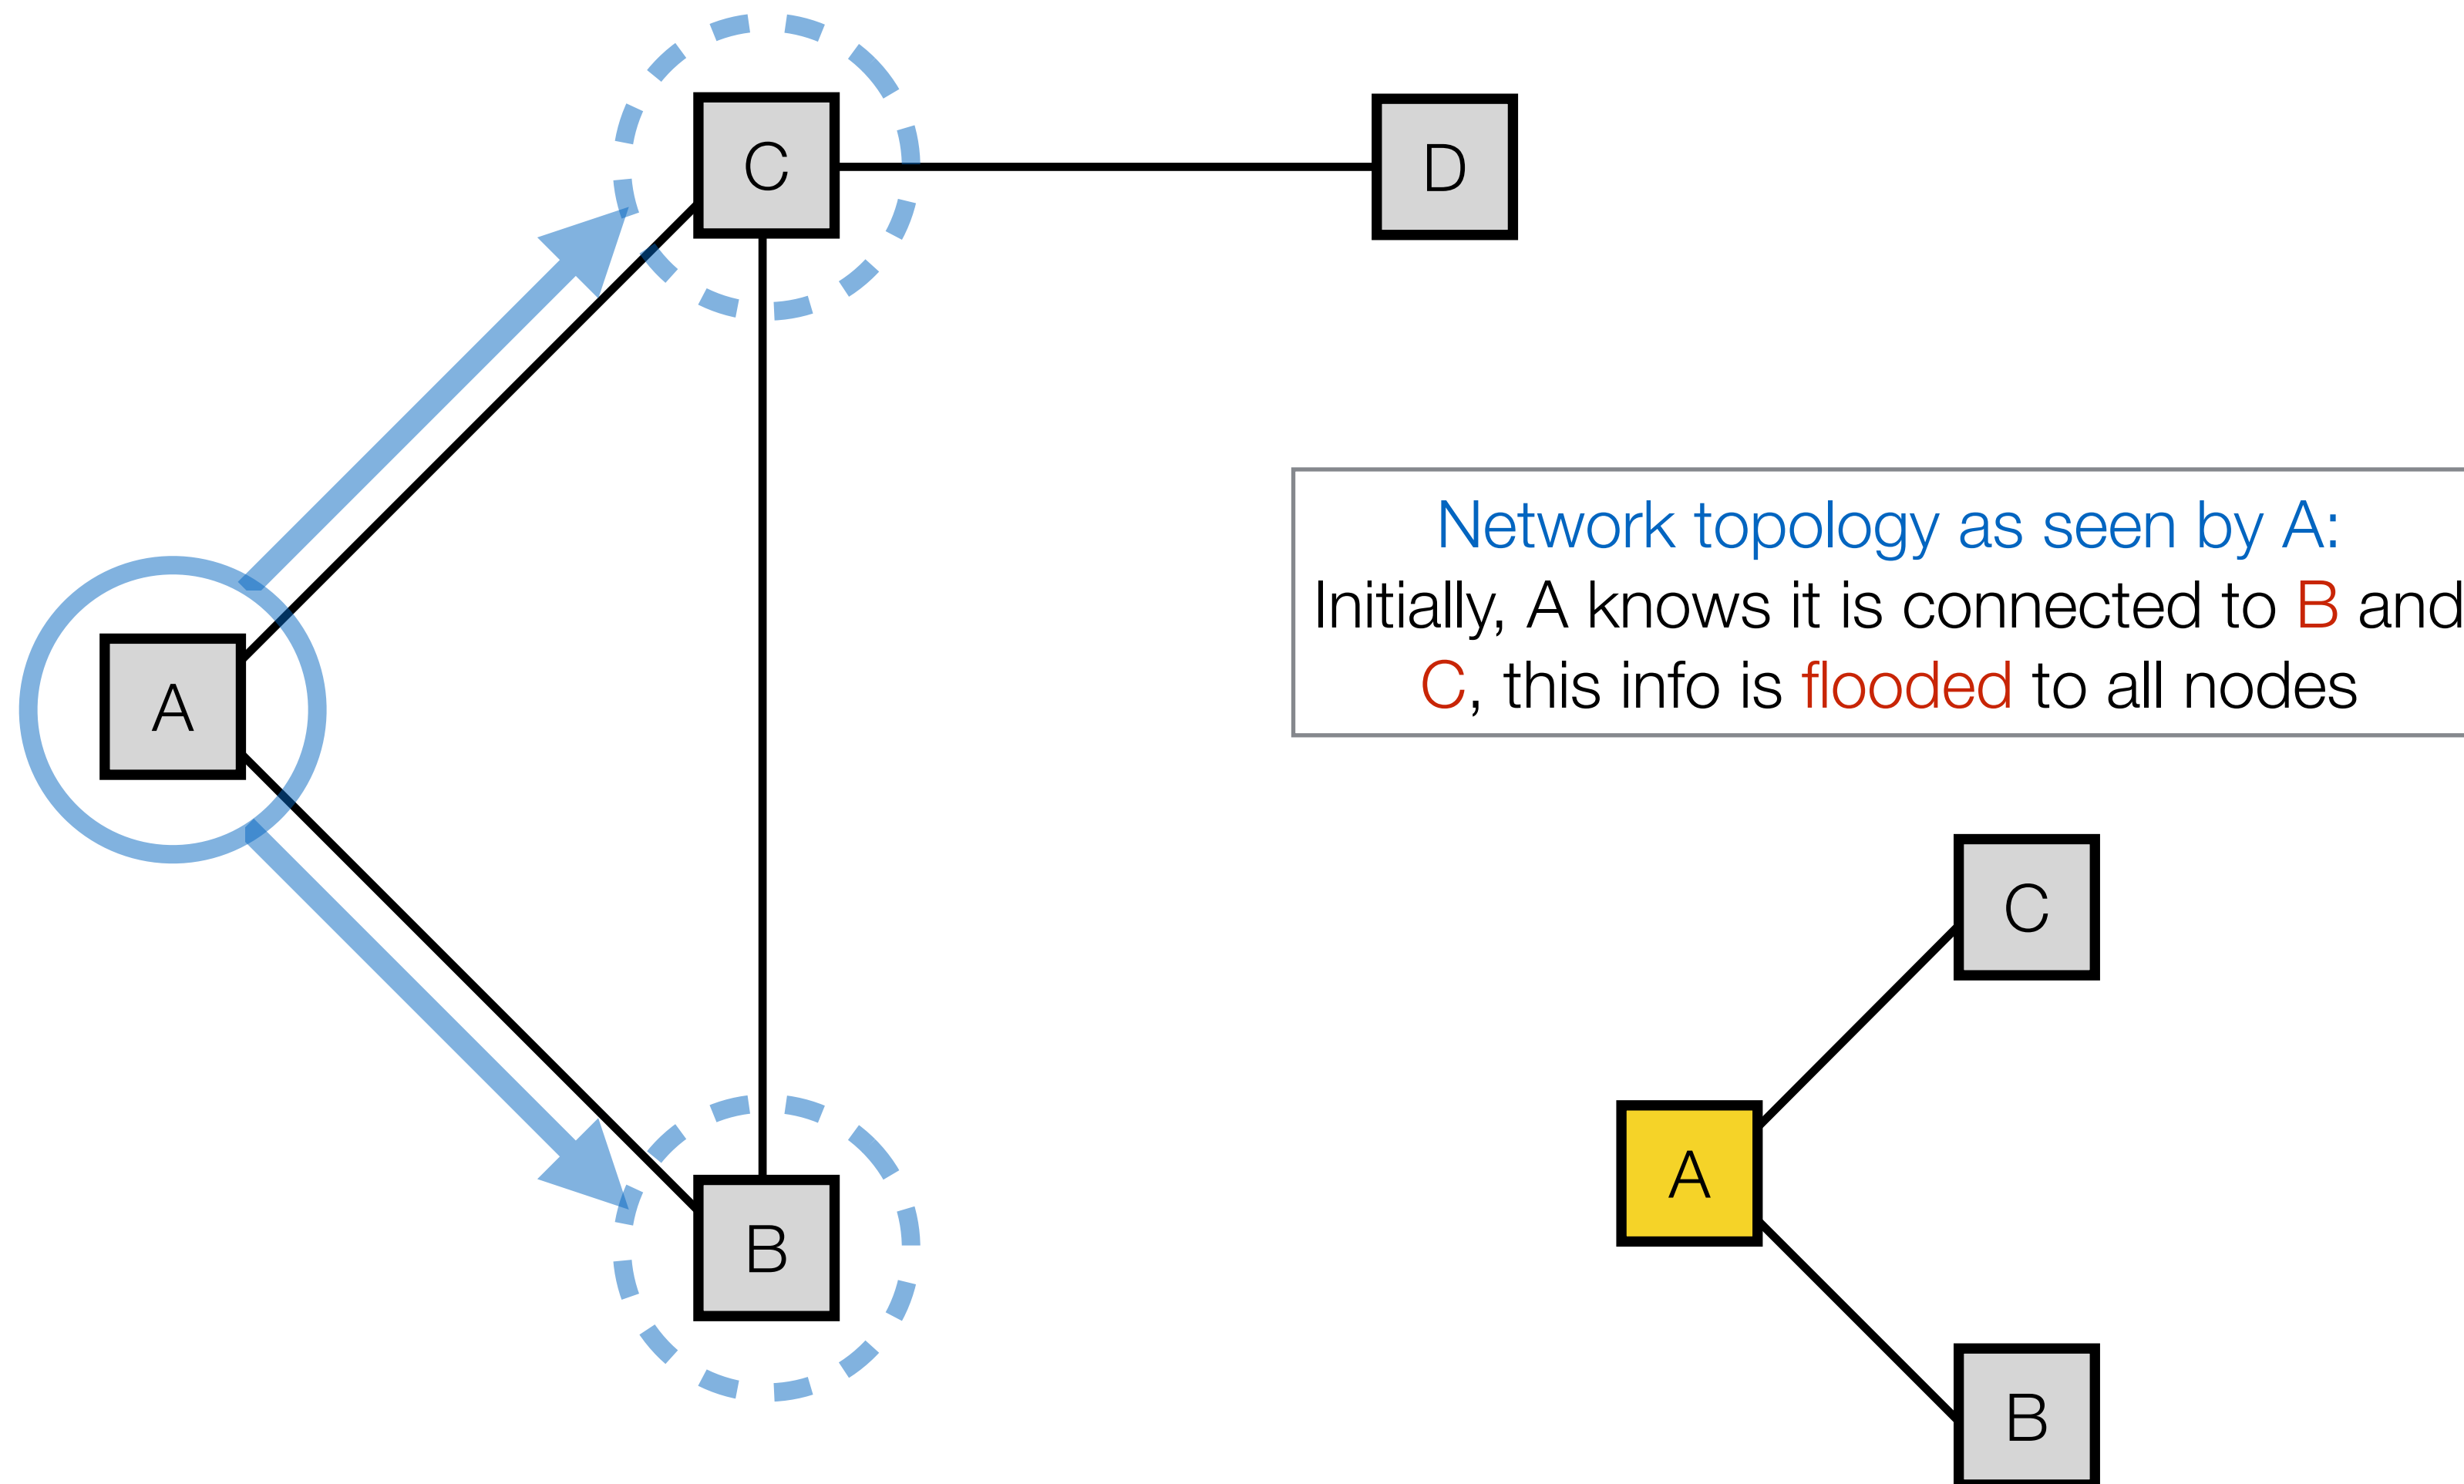 C
D
A
B
Network topology as seen by A:
Initially, A knows it is connected to B and
C, this info is flooded to all nodes
C
A
B